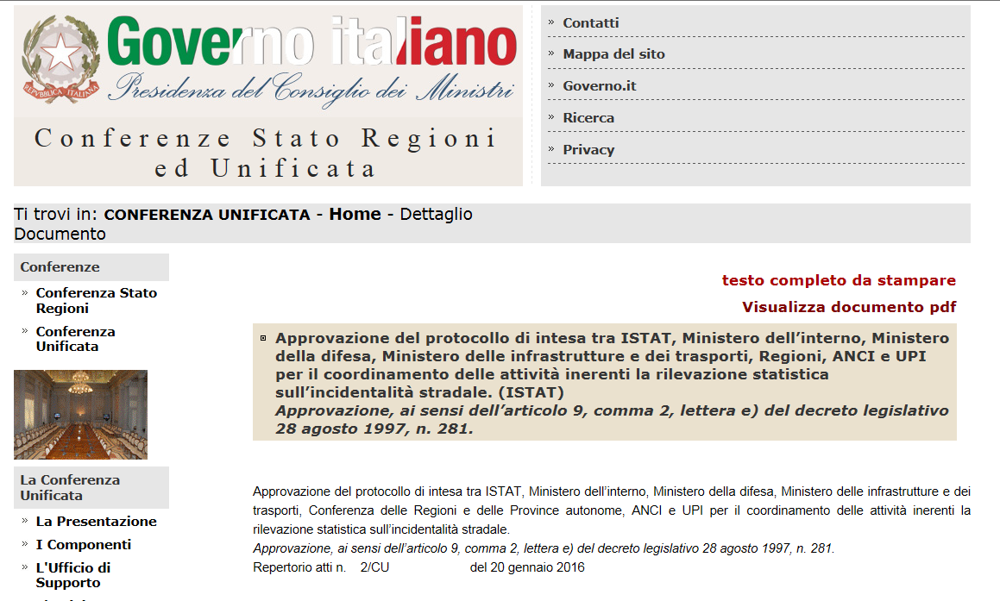 Governo italiano
Presidenza del Consiglio dei Ministri
REPVBBLICA ITALIANA
Conferenze Stato Regioni
ed Unificata
» Contatti
» Mappa del sito
» Governo.it
» Ricerca
» Privacy
Ti trovi in: CONFERENZA UNIFICATA - Home - Dettaglio
Documento
Conferenze
» Conferenza Stato
Regioni
» Conferenza
Unificata
La Conferenza
Unificata
» La Presentazione
» I Componenti
» L'Ufficio di
Supporto
testo completo da stampare
Visualizza documento pdf
Approvazione del protocollo di intesa tra ISTAT, Ministero dell’interno, Ministero
della difesa, Ministero delle infrastrutture e dei trasporti, Regioni, ANCI e UPI
per il coordinamento delle attività inerenti la rilevazione statistica
sull’incidentalità stradale. (ISTAT)
Approvazione, ai sensi dell’articolo 9, comma 2, lettera e) del decreto legislativo
28 agosto 1997, n. 281.
Approvazione del protocollo di intesa tra ISTAT, Ministero dell’interno, Ministero della difesa, Ministero delle infrastrutture e dei
trasporti, Conferenza delle Regioni e delle Province autonome, ANCI e UPI per il coordinamento delle attività inerenti la
rilevazione statistica sull’incidentalità stradale.
Approvazione, ai sensi dell’articolo 9, comma 2, lettera e) del decreto legislativo 28 agosto 1997, n. 281.
Repertorio atti n. 2/CU del 20 gennaio 2016